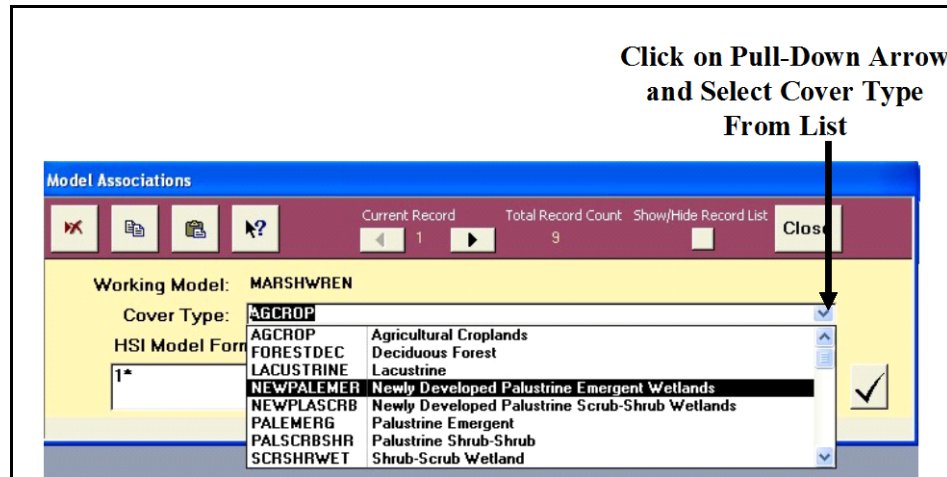 Click on Pull-Down Arrow
and Select Cover Type
From List
Model Associations
Current Record Total Record Count Show/Hide Record List
1 9
Close
Working Model: MARSHWREN
Cover Type: AGCROP
HSI Model Form
1*
AGCROP Agricultural Croplands
FORESTDEC Deciduous Forest
LACUSTRINE Lacustrine
NEWPALEMER Newly Developed Palustrine Emergent Wetlands
NEWPLASCRB Newly Developed Palustrine Scrub-Shrub Wetlands
PALEMERG Palustrine Emergent
PALSCRBSHR Palustrine Shrub-Shrub
SCRSHRWET Shrub-Scrub Wetland